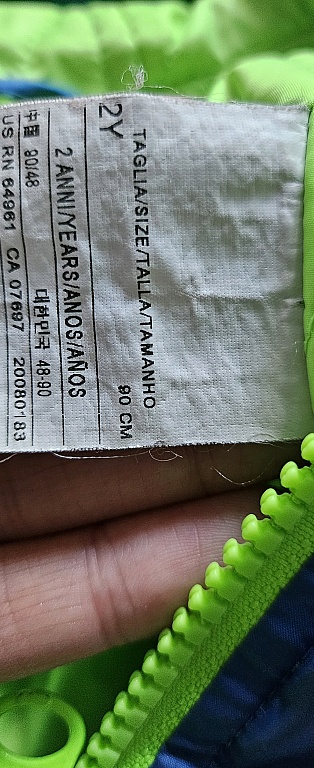 TAGLIA/SIZE/TALLA/TAMANHO
2Y 90 CM
2 ANNI/YEARS/ANOS/AÑOS
中国 90/48 대한민국 48-90
US RN 64961 CA 07697 20080183